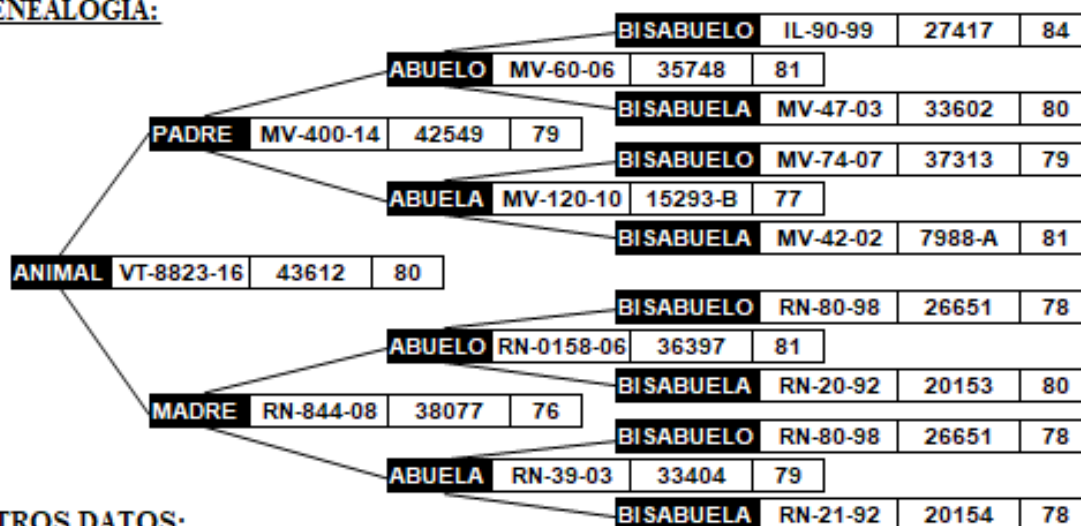 ENEALOGÍA:
BISABUELO IL-90-99 27417 84
ABUELO MV-60-06 35748 81
BISABUELA MV-47-03 33602 80
PADRE MV-400-14 42549 79
BISABUELO MV-74-07 37313 79
ABUELA MV-120-10 15293-B 77
BISABUELA MV-42-02 7988-A 81
ANIMAL VT-8823-16 43612 80
BISABUELO RN-80-98 26651 78
ABUELO RN-0158-06 36397 81
BISABUELA RN-20-92 20153 80
MADRE RN-844-08 38077 76
BISABUELO RN-80-98 26651 78
ABUELA RN-39-03 33404 79
BISABUELA RN-21-92 20154 78
TROS DATOS: